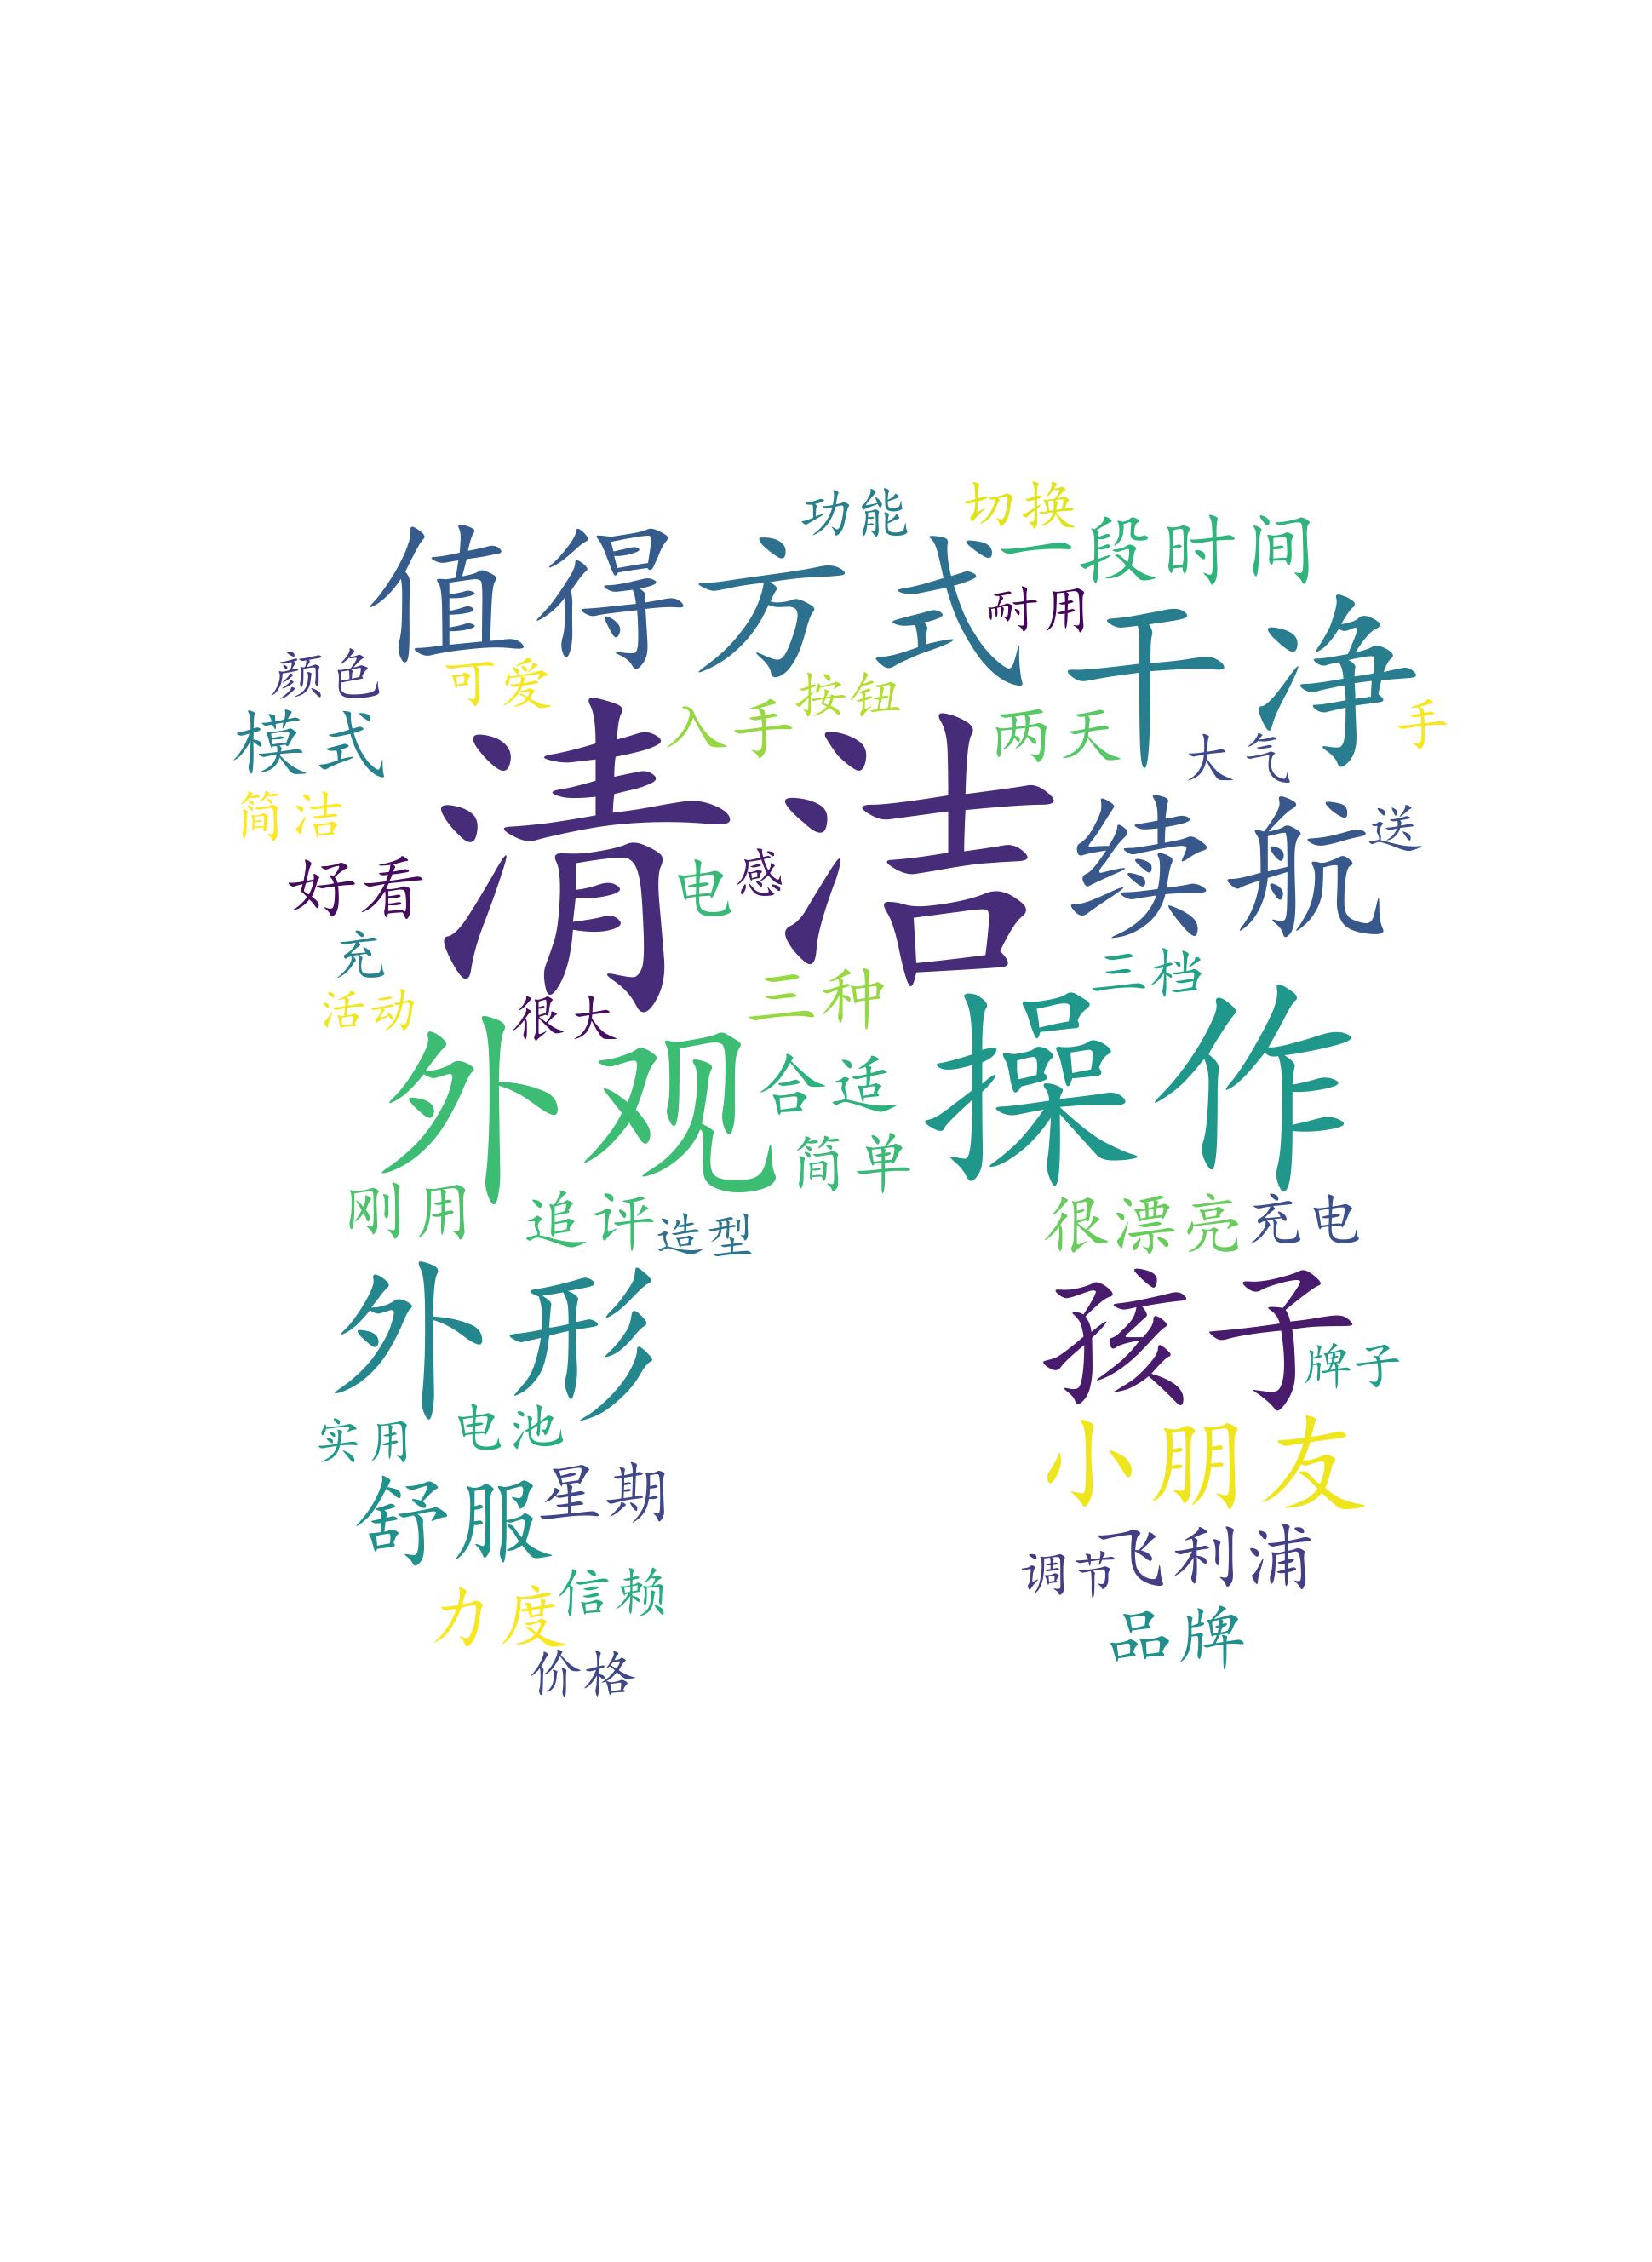 功能 切换
值得 方式 一段时间
耐用 干净
颜色 可爱
模式 入手 按钮 两天 大气 手
清洁
简洁 续航 送
好看 电 感
充 三种 三档
活动 很大
外观 合适 操作
简单
刚用 追评 造型 很漂亮 充电
外形 孩子
牌子
实用 电池 小朋友
舒服 星期
飞利浦
调节
力度 信赖 品牌
价格